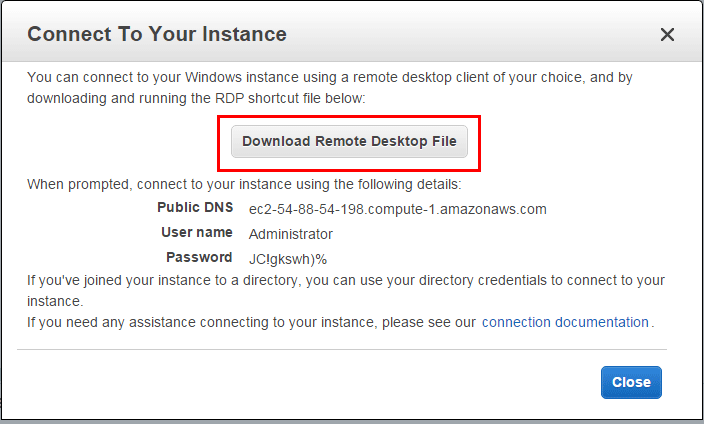 Connect To Your Instance
You can connect to your Windows instance using a remote desktop client of your choice, and by
downloading and running the RDP shortcut file below:
Download Remote Desktop File
When prompted, connect to your instance using the following details:
Public DNS ec2-54-88-54-198.compute-1.amazonaws.com
User name Administrator
Password JC!gkswh)%
If you've joined your instance to a directory, you can use your directory credentials to connect to your
instance.
If you need any assistance connecting to your instance, please see our connection documentation.
Close